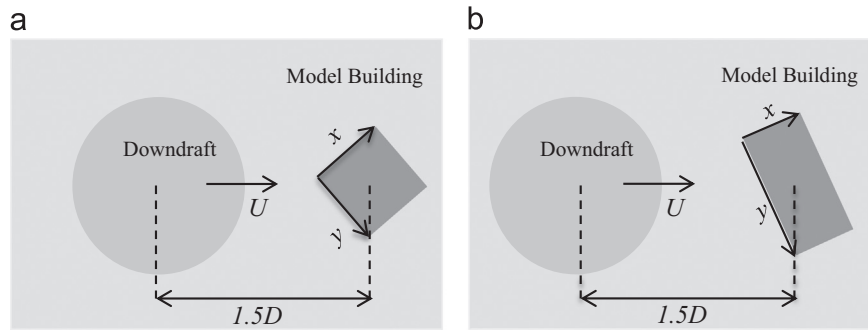 a
Model Building
Downdraft
x
U
y
1.5D
b
Model Building
Downdraft
x
U
y
1.5D